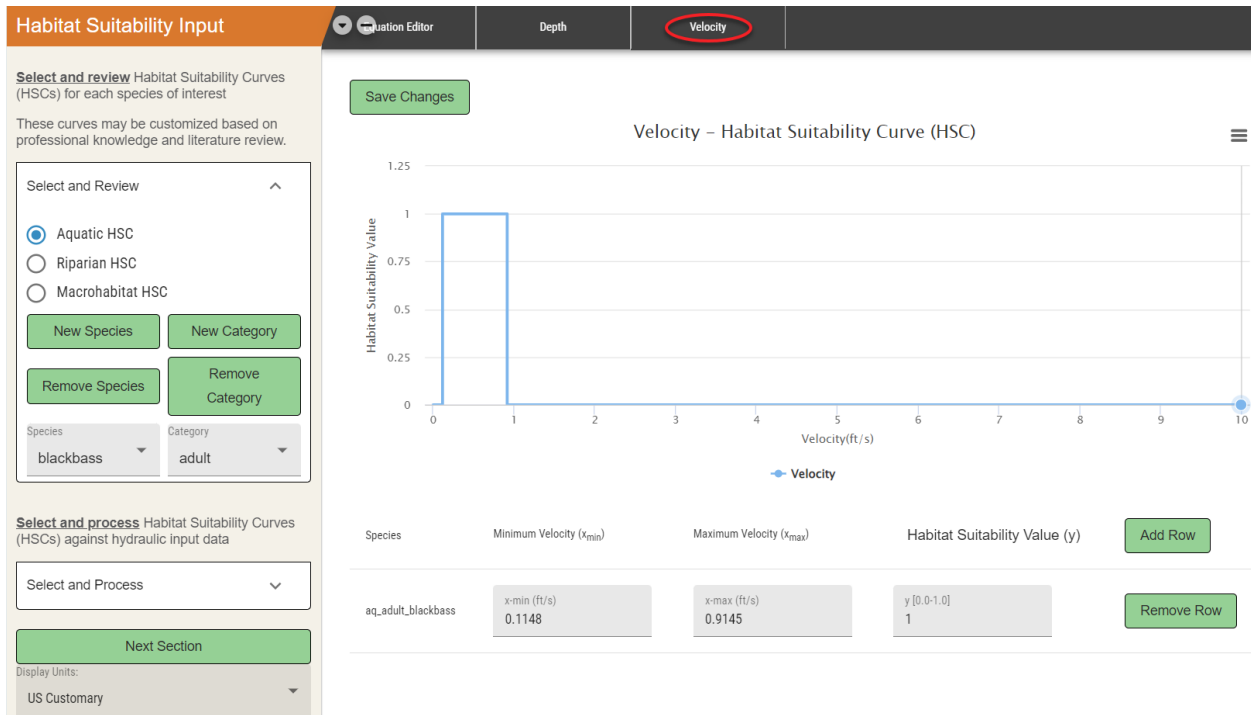 Habitat Suitability Input
Equation Editor
Depth
Velocity
Select and review Habitat Suitability Curves
(HSCs) for each species of interest
These curves may be customized based on
professional knowledge and literature review.
Select and Review
Aquatic HSC
Riparian HSC
Macrohabitat HSC
New Species
New Category
Remove Species
Remove
Category
Species
blackbass
Category
adult
Select and process Habitat Suitability Curves
(HSCs) against hydraulic input data
Select and Process
Next Section
Display Units:
US Customary
Save Changes
Velocity – Habitat Suitability Curve (HSC)
Habitat Suitability Value
1.25
1
0.75
0.5
0.25
0
0 1 2 3 4 5 6 7 8 9 10
Velocity(ft/s)
Velocity
Species
Minimum Velocity (xmin)
Maximum Velocity (xmax)
Habitat Suitability Value (y)
Add Row
aq_adult_blackbass
x-min (ft/s)
0.1148
x-max (ft/s)
0.9145
y [0.0-1.0]
1
Remove Row